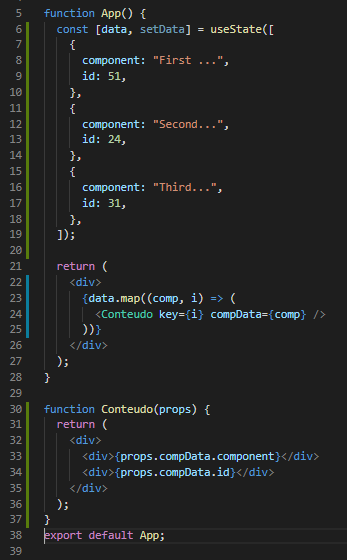 5 function App() {
6   const [data, setData] = useState([
7     {
8       component: "First ...",
9       id: 51,
10     },
11     {
12       component: "Second...",
13       id: 24,
14     },
15     {
16       component: "Third...",
17       id: 31,
18     },
19   ]);
20
21   return (
22     <div>
23       {data.map((comp, i) => (
24         <Conteudo key={i} compData={comp} />
25       ))}
26     </div>
27   );
28 }
29
30 function Conteudo(props) {
31   return (
32     <div>
33       <div>{props.compData.component}</div>
34       <div>{props.compData.id}</div>
35     </div>
36   );
37 }
38 export default App;
39